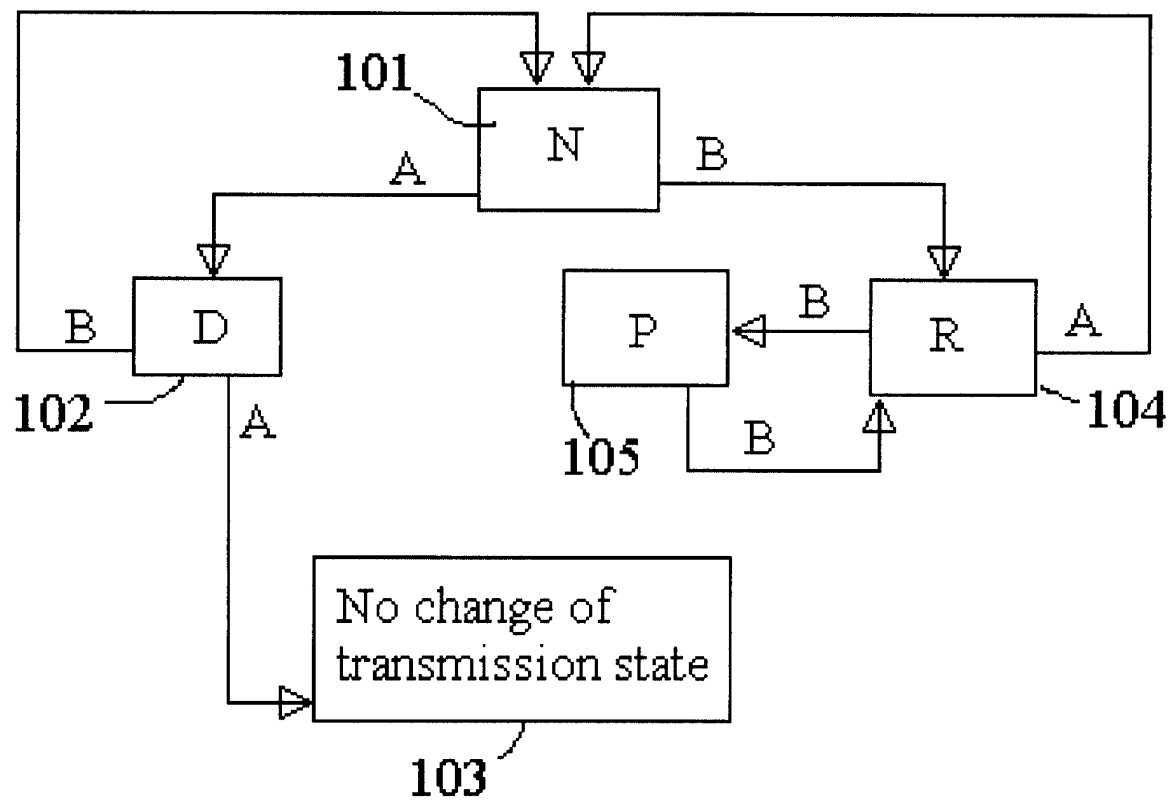 101
N
A
B
D
B
102
A
P
B
R
A
104
105
B
No change of
transmission state
103